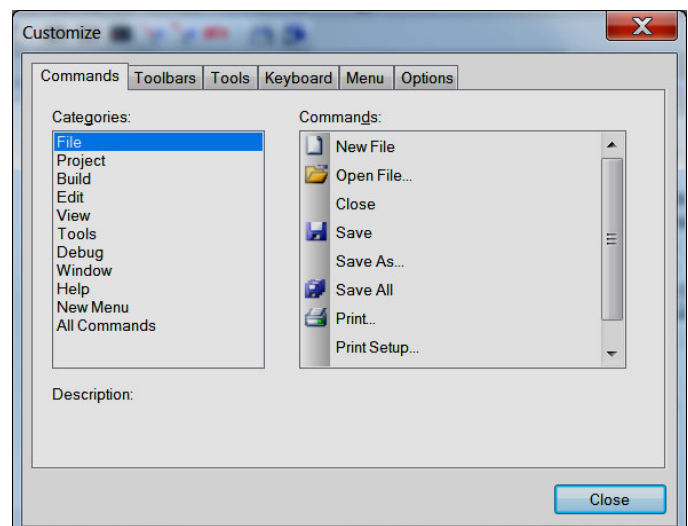 Customize
Commands Toolbars Tools Keyboard Menu Options
Categories:
File
Project
Build
Edit
View
Tools
Debug
Window
Help
New Menu
All Commands
Commands:
New File
Open File...
Close
Save
Save As...
Save All
Print...
Print Setup...
Description:
Close